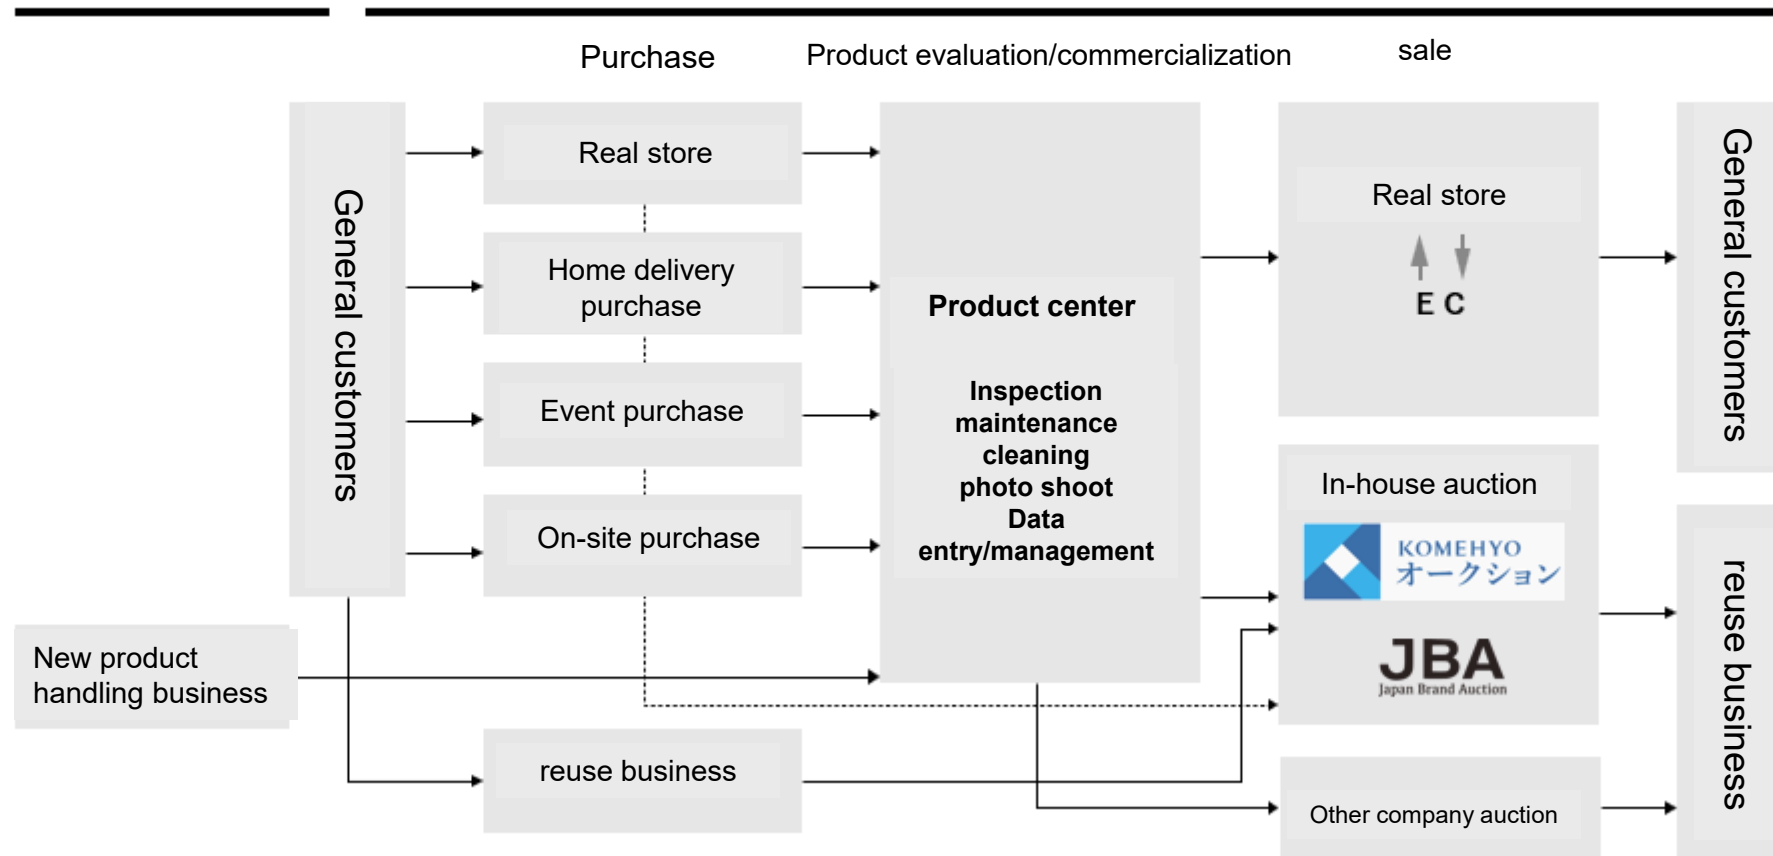 Purchase
Product evaluation/commercialization
sale
General customers
Real store
Home delivery
purchase
Event purchase
On-site purchase
New product
handling business
reuse business
Product center
Inspection
maintenance
cleaning
photo shoot
Data
entry/management
Real store
E C
In-house auction
KOMEHYO
オークション
JBA
Japan Brand Auction
Other company auction
General customers
reuse business